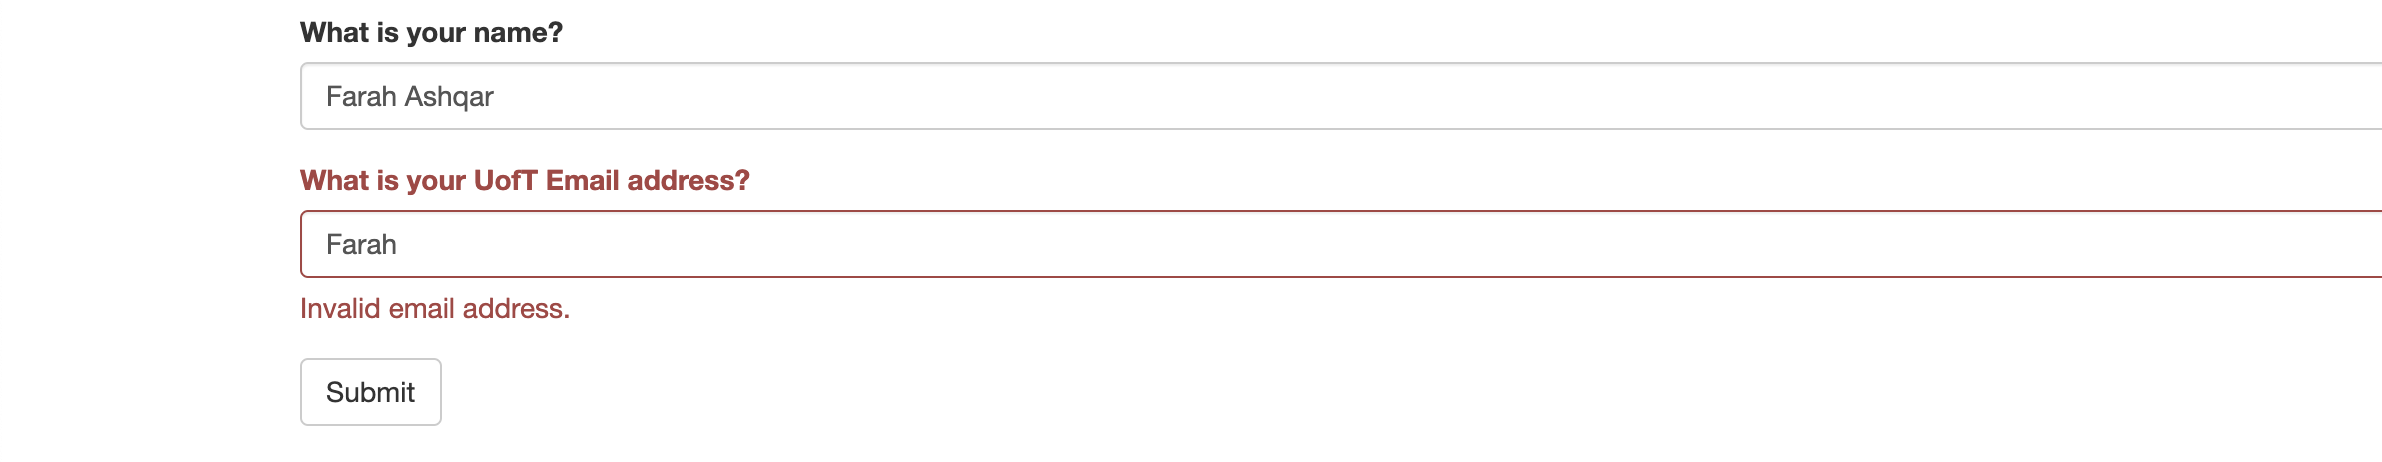 What is your name?
Farah Ashqar
What is your UofT Email address?
Farah
Invalid email address.
Submit